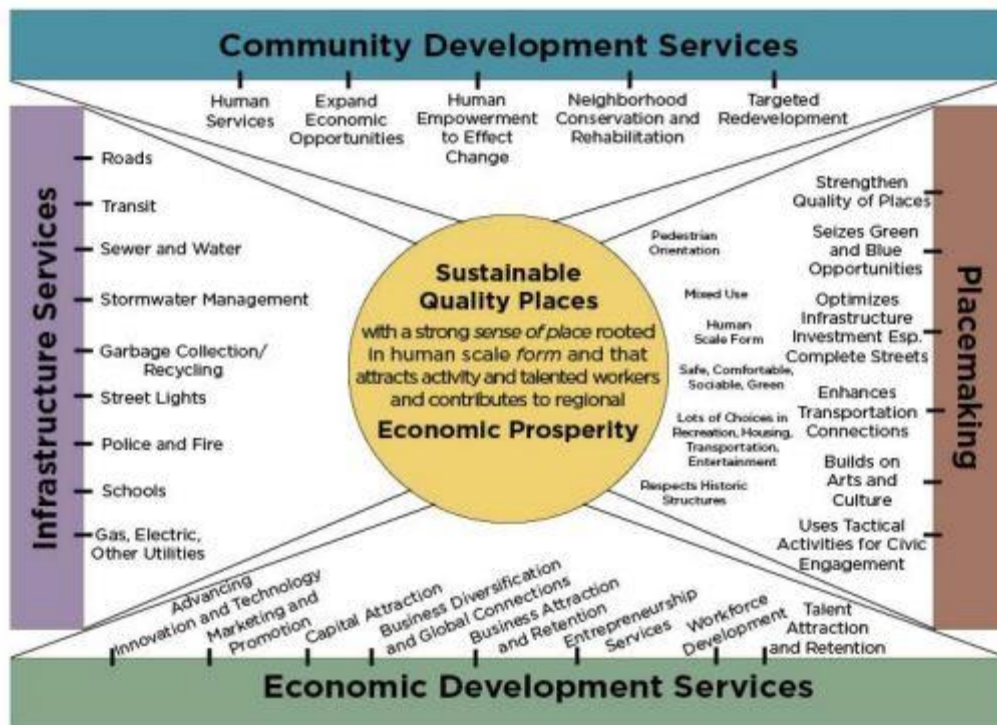 Community Development Services
Human
Services
Expand
Economic
Opportunities
Human
Empowerment
to Effect
Change
Neighborhood
Conservation and
Rehabilitation
Targeted
Redevelopment
Infrastructure Services
Roads
Transit
Sewer and Water
Stormwater Management
Garbage Collection/
Recycling
Street Lights
Police and Fire
Schools
Gas, Electric,
Other Utilities
Sustainable
Quality Places
with a strong sense of place rooted
in human scale form and that
attracts activity and talented workers
and contributes to regional
Economic Prosperity
Pedestrian
Orientation
Mixed Use
Human
Scale Form
Safe, Comfortable,
Sociable, Green
Lots of Choices in
Recreation, Housing,
Transportation,
Entertainment
Respects Historic
Structures
Strengthen
Quality of Places
Seizes Green
and Blue
Opportunities
Optimizes
Infrastructure
Investment Esp.
Complete Streets
Enhances
Transportation
Connections
Builds on
Arts and
Culture
Uses Tactical
Activities for Civic
Engagement
Placemaking
Advancing
Innovation and Technology
Marketing and
Promotion
Capital Attraction
Business Diversification
and Global Connections
Business Attraction
and Retention
Entrepreneurship
Services
Workforce
Development
Talent
Attraction
and Retention
Economic Development Services